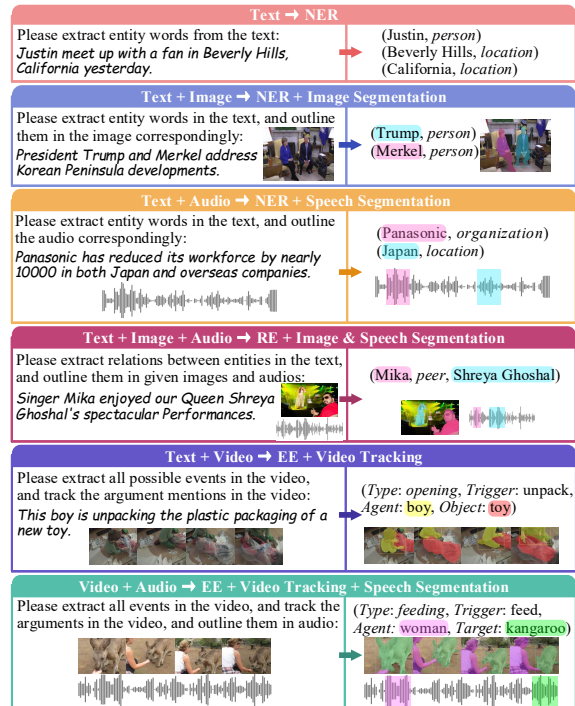 Text → NER
Please extract entity words from the text:
Justin meet up with a fan in Beverly Hills,
California yesterday.
(Justin, person)
(Beverly Hills, location)
(California, location)
Text + Image → NER + Image Segmentation
Please extract entity words in the text, and outline
them in the image correspondingly:
President Trump and Merkel address
Korean Peninsula developments.
(Trump, person)
(Merkel, person)
Text + Audio → NER + Speech Segmentation
Please extract entity words in the text, and outline
the audio correspondingly:
Panasonic has reduced its workforce by nearly
10000 in both Japan and overseas companies.
(Panasonic, organization)
(Japan, location)
Text + Image + Audio → RE + Image & Speech Segmentation
Please extract relations between entities in the text,
and outline them in given images and audios:
Singer Mika enjoyed our Queen Shreya
Ghoshal's spectacular Performances.
(Mika, peer, Shreya Ghoshal)
Text + Video → EE + Video Tracking
Please extract all possible events in the video,
and track the argument mentions in the video:
This boy is unpacking the plastic packaging of a
new toy.
(Type: opening, Trigger: unpack,
Agent: boy, Object: toy)
Video + Audio → EE + Video Tracking + Speech Segmentation
Please extract all events in the video, and track the
arguments in the video, and outline them in audio:
(Type: feeding, Trigger: feed,
Agent: woman, Target: kangaroo)